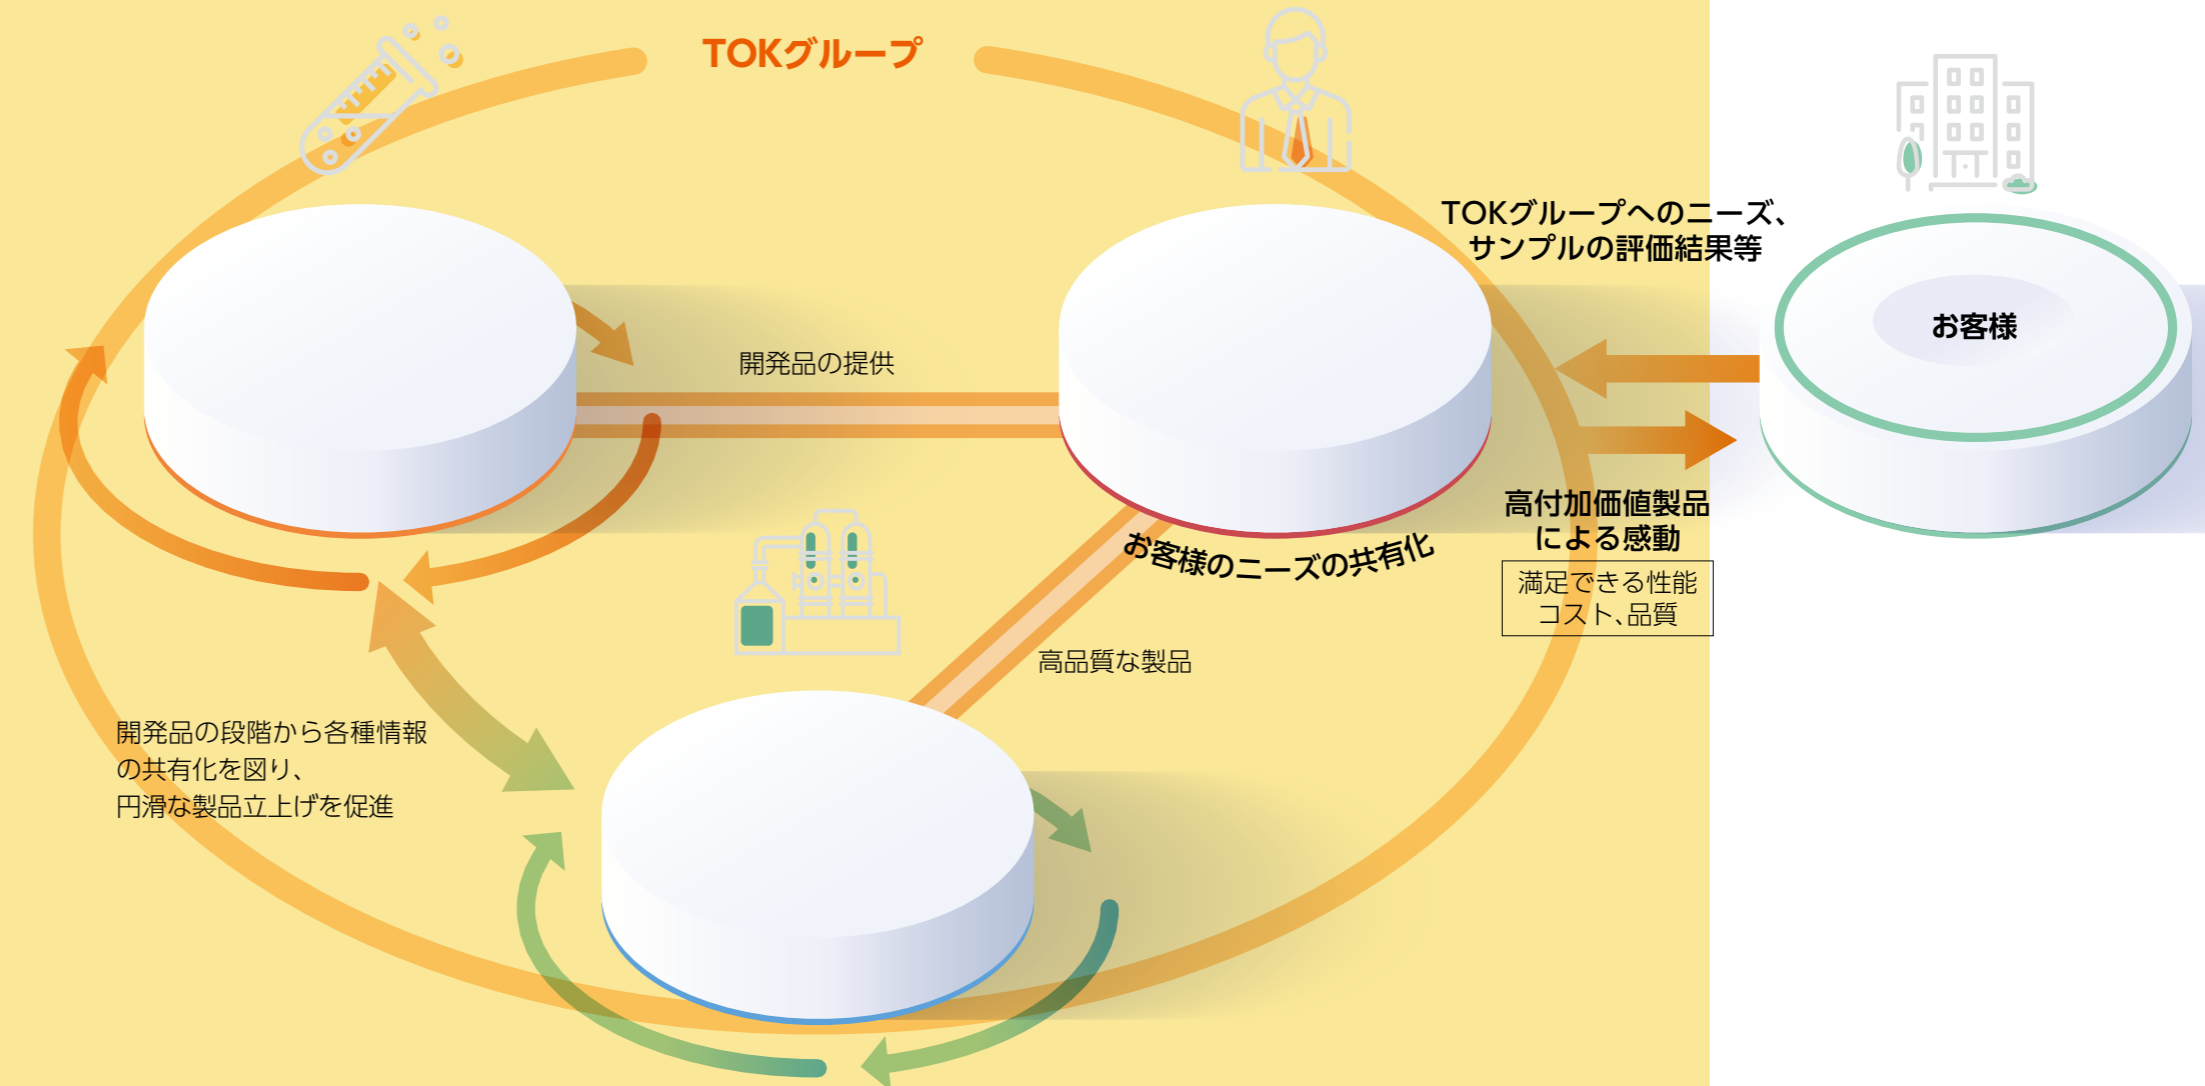 TOKグループ
TOKグループへのニーズ、
サンプルの評価結果等
お客様
開発品の提供
高付加価値製品
による感動
満足できる性能
コスト、品質
お客様のニーズの共有化
高品質な製品
開発品の段階から各種情報
の共有化を図り、
円滑な製品立上げを促進